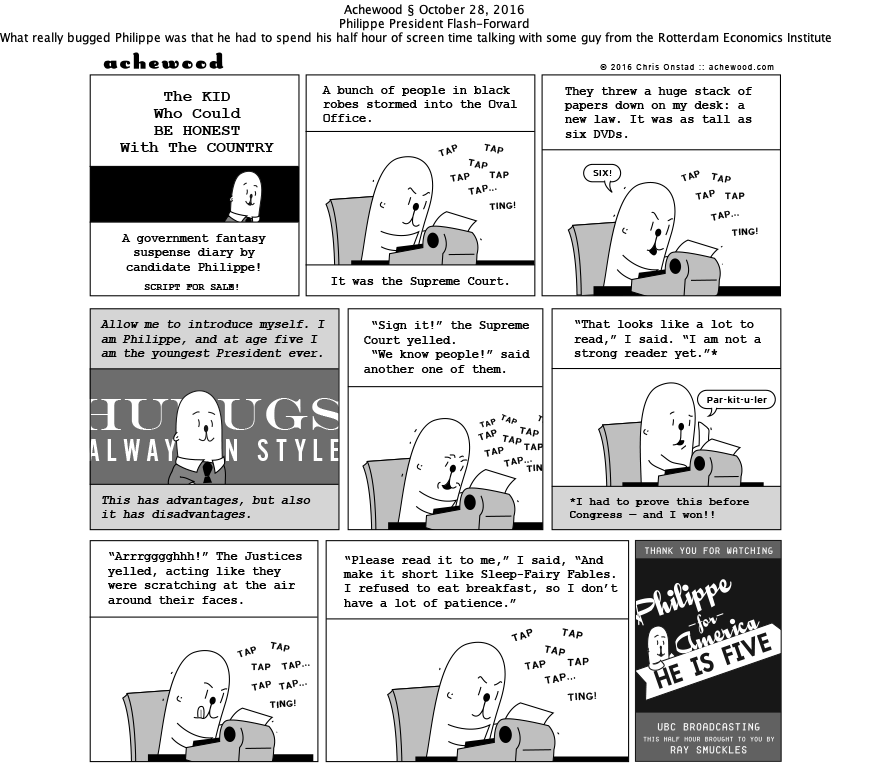 Achewood § October 28, 2016
Philippe President Flash-Forward
What really bugged Philippe was that he had to spend his half hour of screen time talking with some guy from the Rotterdam Economics Institute
achewood
© 2016 Chris Onstad :: achewood.com
The KID
Who Could
BE HONEST
With The COUNTRY
A government fantasy
suspense diary by
candidate Philippe!
SCRIPT FOR SALE!
A bunch of people in black
robes stormed into the Oval
Office.
TAP TAP
TAP
TAP TAP
TAP...
TING!
It was the Supreme Court.
They threw a huge stack of
papers down on my desk: a
new law. It was as tall as
six DVDs.
SIX!
TAP TAP
TAP TAP
TAP...
TING!
Allow me to introduce myself. I
am Philippe, and at age five I
am the youngest President ever.
HU UGS
ALWAY N STYLE
This has advantages, but also
it has disadvantages.
"Sign it!" the Supreme
Court yelled.
"We know people!" said
another one of them.
TAP TAP T
TAP TAP TAP
TAP TAP
TAP...
TIN
"That looks like a lot to
read," I said. "I am not a
strong reader yet."*
Par-kit-u-ler
*I had to prove this before
Congress — and I won!!
"Arrrgggghhh!" The Justices
yelled, acting like they
were scratching at the air
around their faces.
TAP TAP
TAP TAP...
TAP TAP...
TING!
"Please read it to me," I said, "And
make it short like Sleep-Fairy Fables.
I refused to eat breakfast, so I don't
have a lot of patience."
TAP TAP
TAP
TAP TAP
TAP...
TING!
THANK YOU FOR WATCHING
Philippe
-for-
America
HE IS FIVE
UBC BROADCASTING
THIS HALF HOUR BROUGHT TO YOU BY
RAY SMUCKLES